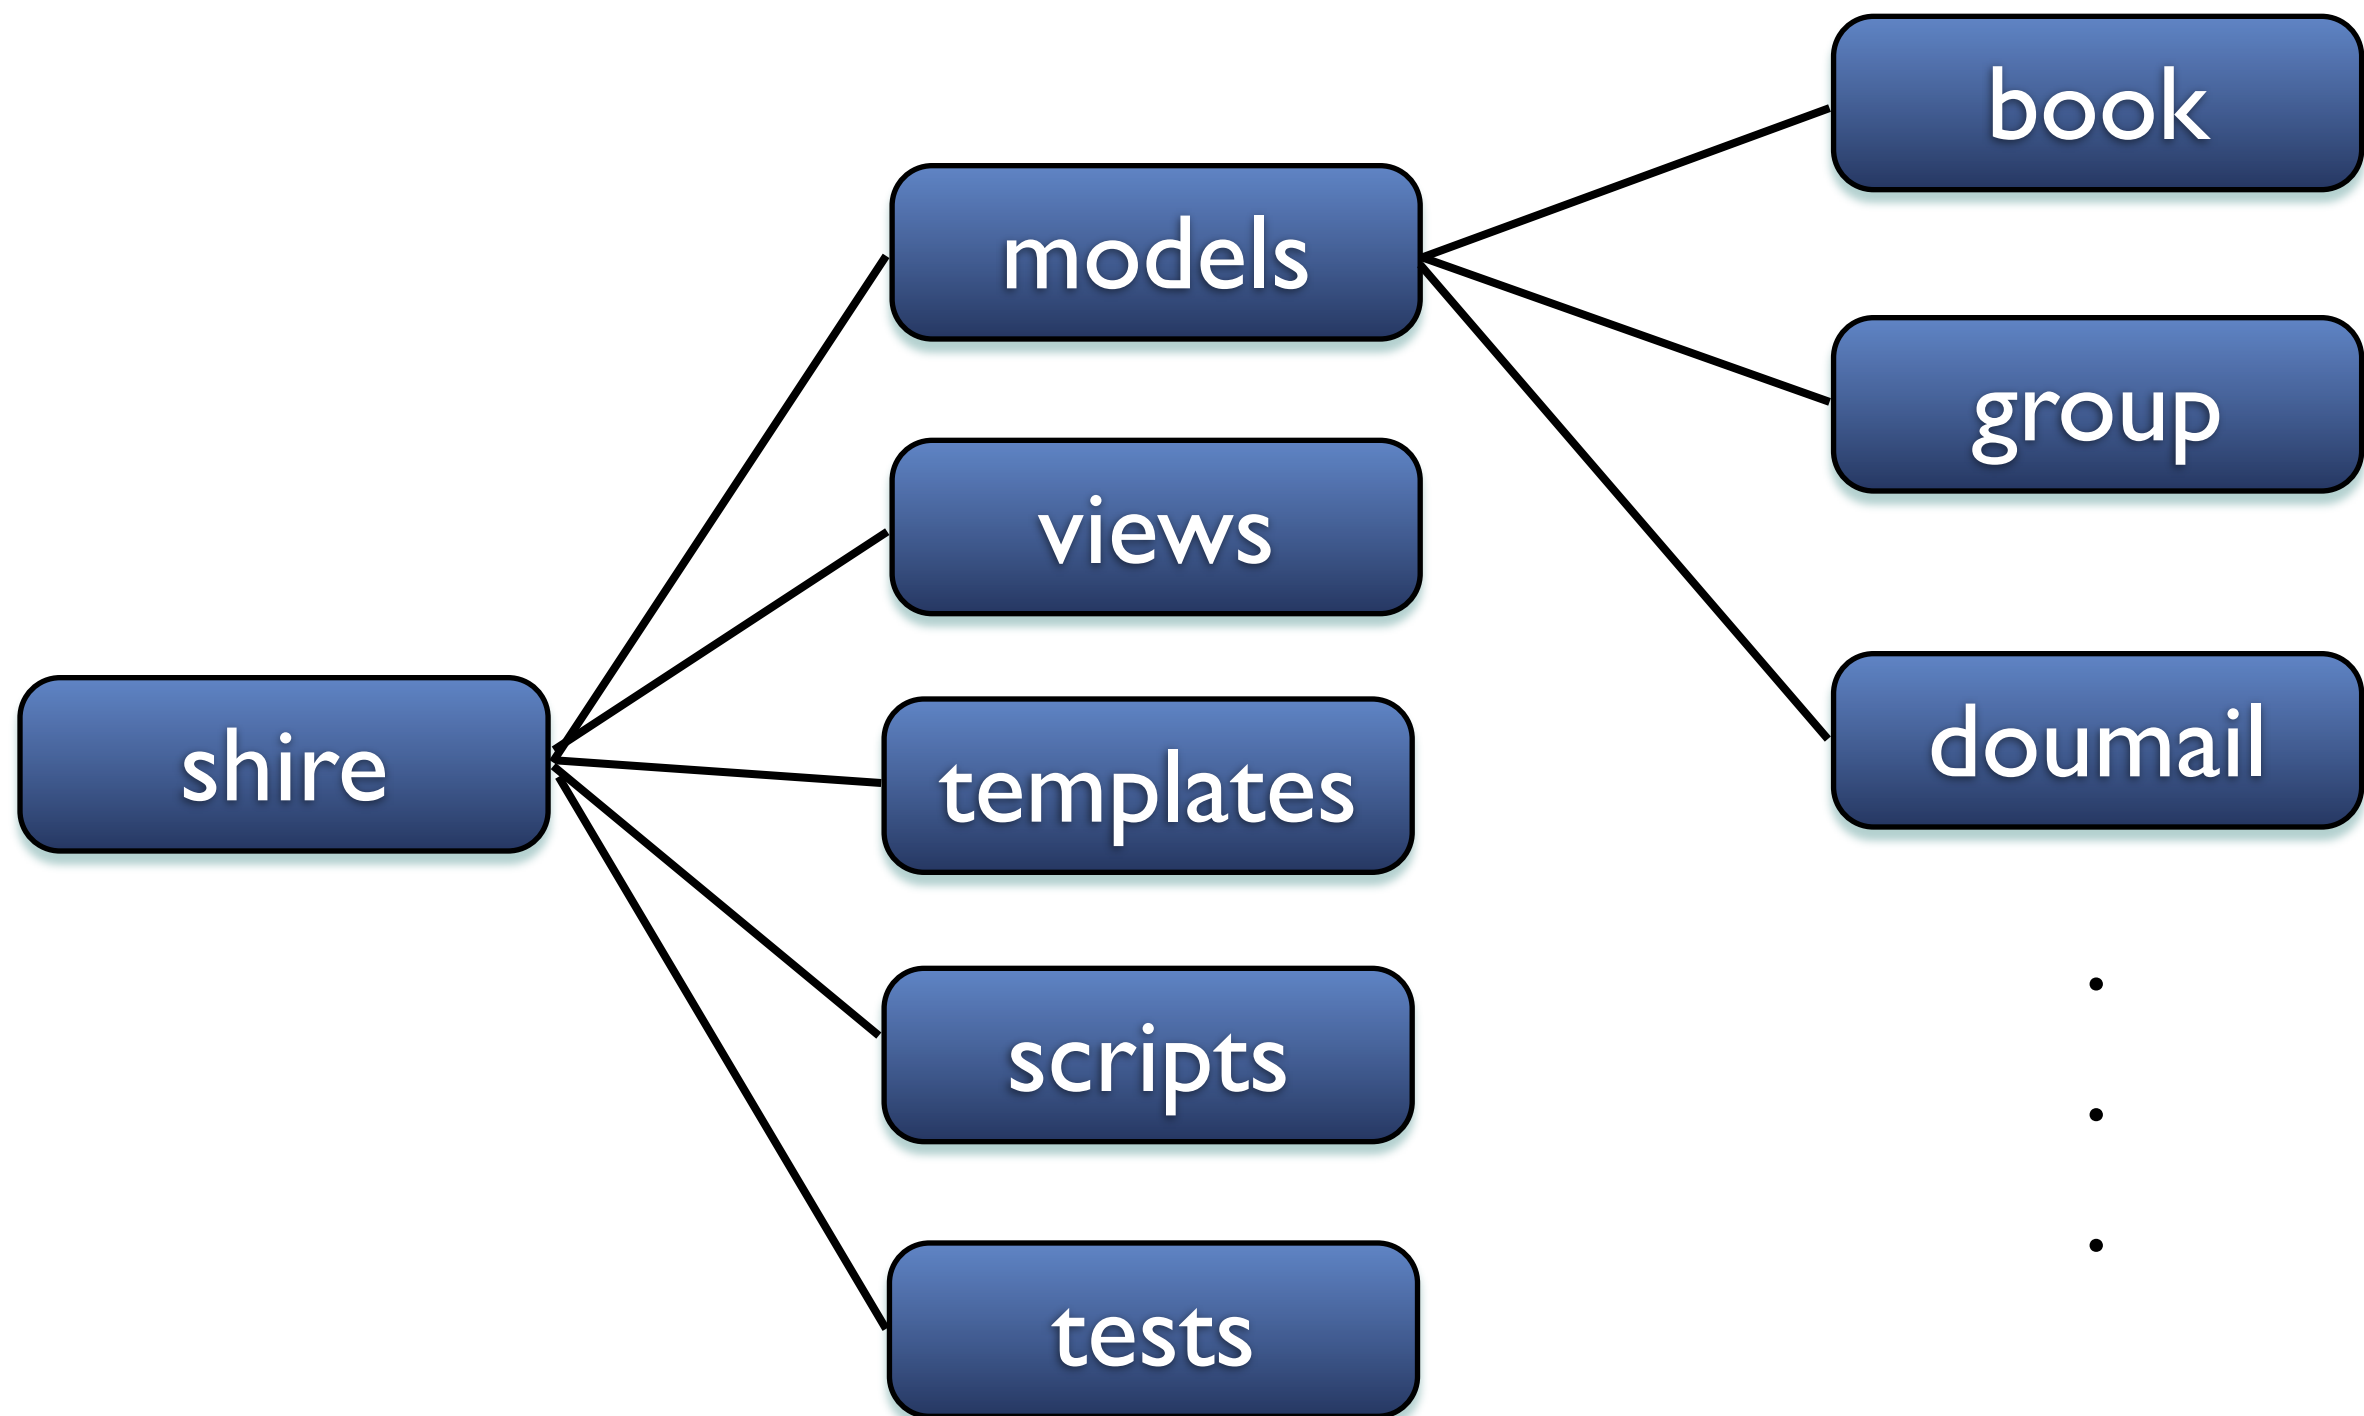 shire
models
views
templates
scripts
tests
book
group
doumail
.
.
.